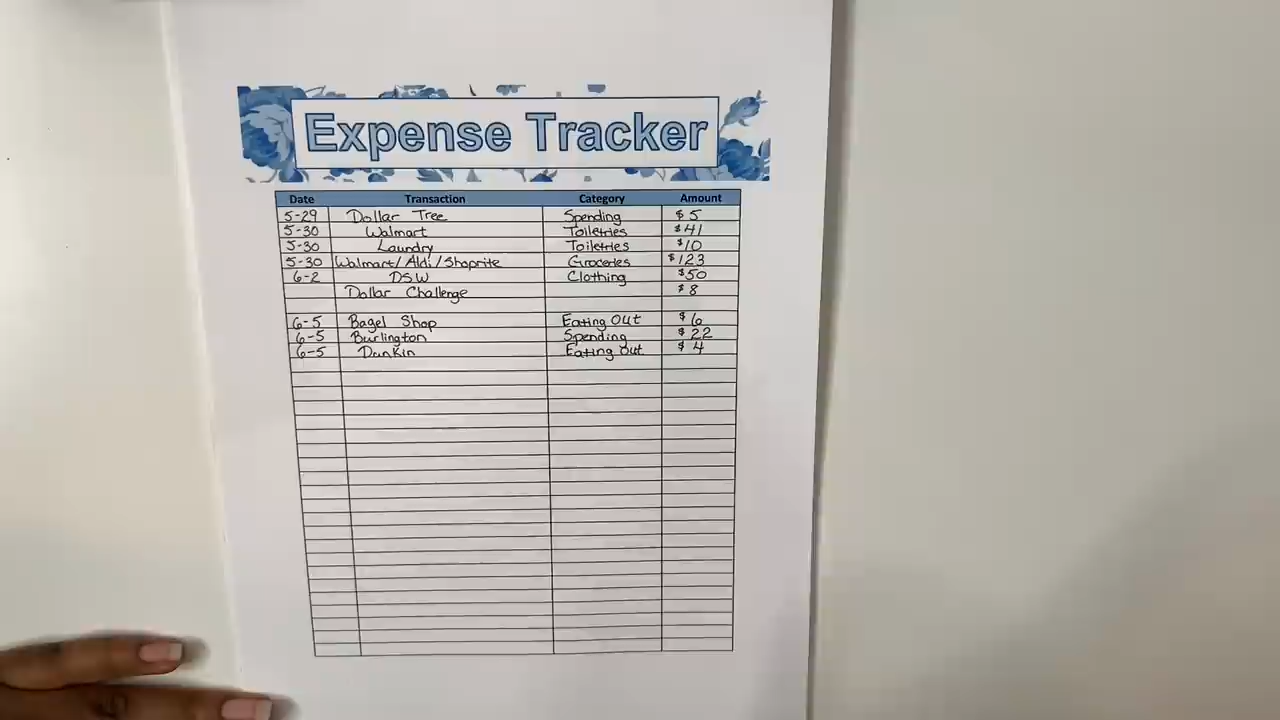 Expense Tracker
Date Transaction Category Amount
5-29 Dollar Tree Spending $5
5-30 Walmart Toiletries $41
5-30 Laundry Toiletries $10
5-30 Walmart/Aldi/Shoprite Groceries $123
6-2 DSW Clothing $50
Dollar Challenge $8
6-5 Bagel Shop Eating Out $6
6-5 Burlington Spending $22
6-5 Dunkin Eating Out $4